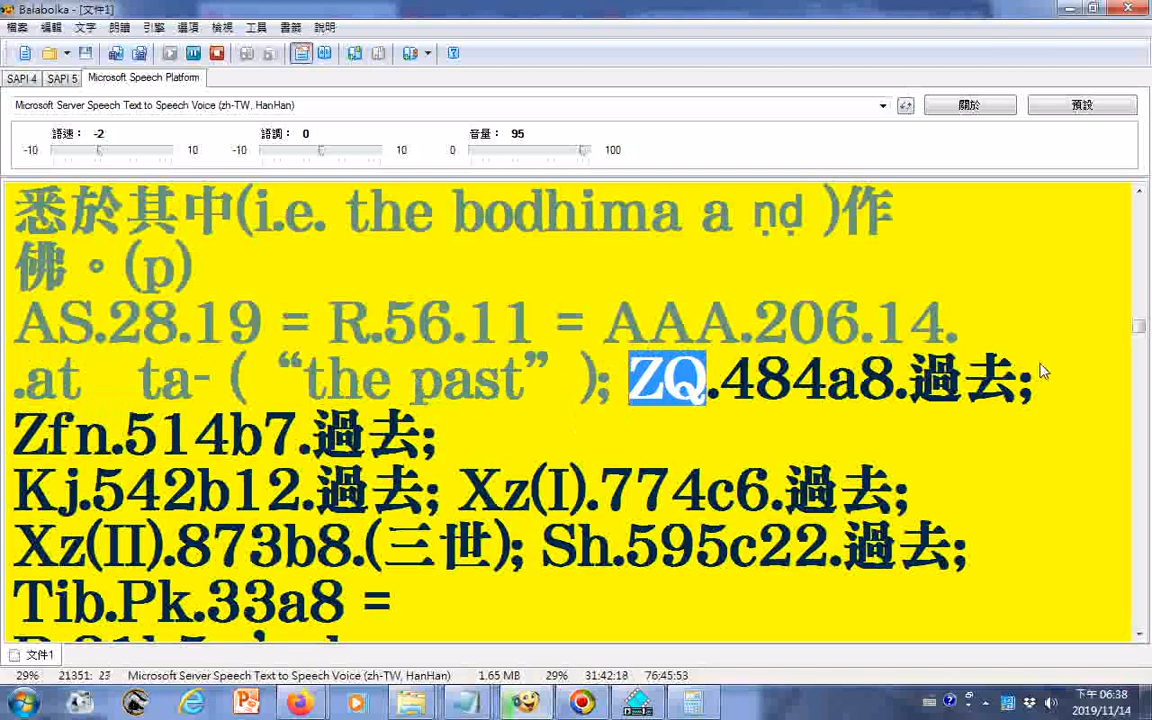 Balabolka - [文件1]
檔案 編輯 文字 朗讀 引擎 選項 檢視 工具 書籤 說明
SAPI 4 SAPI 5 Microsoft Speech Platform
Microsoft Server Speech Text to Speech Voice (zh-TW, HanHan) 關於 預設
語速： -2 語調： 0 音量： 95
-10 10 -10 10 0 100
悉於其中(i.e. the bodhima a ṇḍ )作
佛。(p)
AS.28.19 = R.56.11 = AAA.206.14.
.at ta- (“the past”); ZQ.484a8.過去;
Zfn.514b7.過去;
Kj.542b12.過去; Xz(I).774c6.過去;
Xz(II).873b8.(三世); Sh.595c22.過去;
Tib.Pk.33a8 =
文件1
29% 21351: 23 Microsoft Server Speech Text to Speech Voice (zh-TW, HanHan) 1.65 MB 29% 31:42:18 76:45:53
下午 06:38
2019/11/14